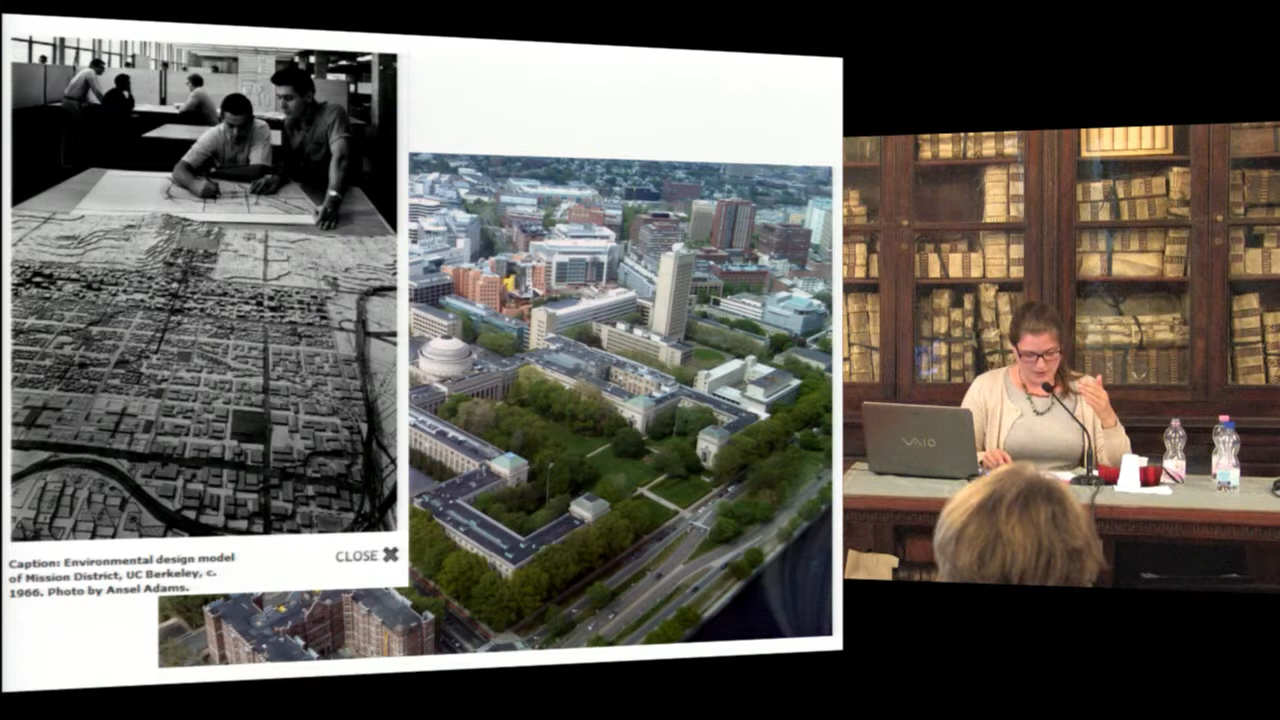 Caption: Environmental design model
of Mission District, UC Berkeley, c.
1966. Photo by Ansel Adams.
CLOSE ✖
VAIO